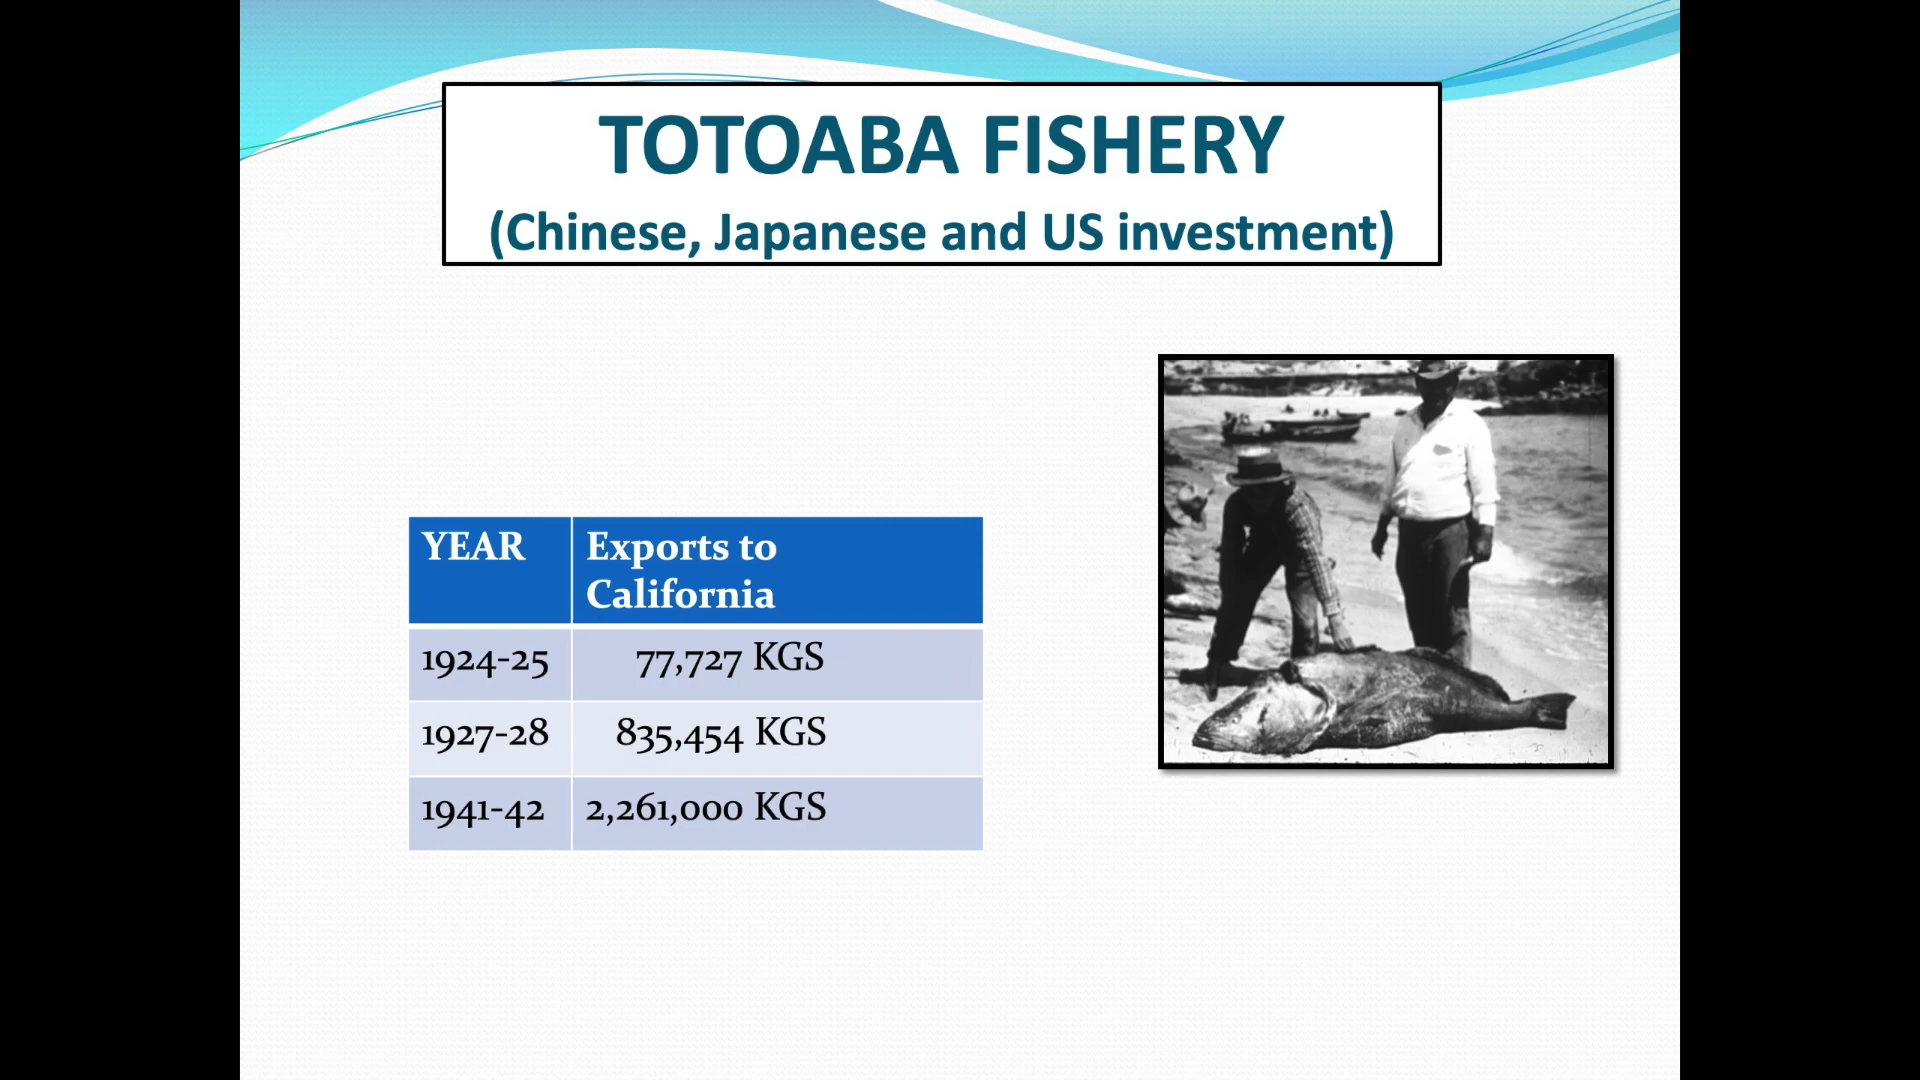 TOTOABA FISHERY
(Chinese, Japanese and US investment)
YEAR
Exports to
California
1924-25 77,727 KGS
1927-28 835,454 KGS
1941-42 2,261,000 KGS